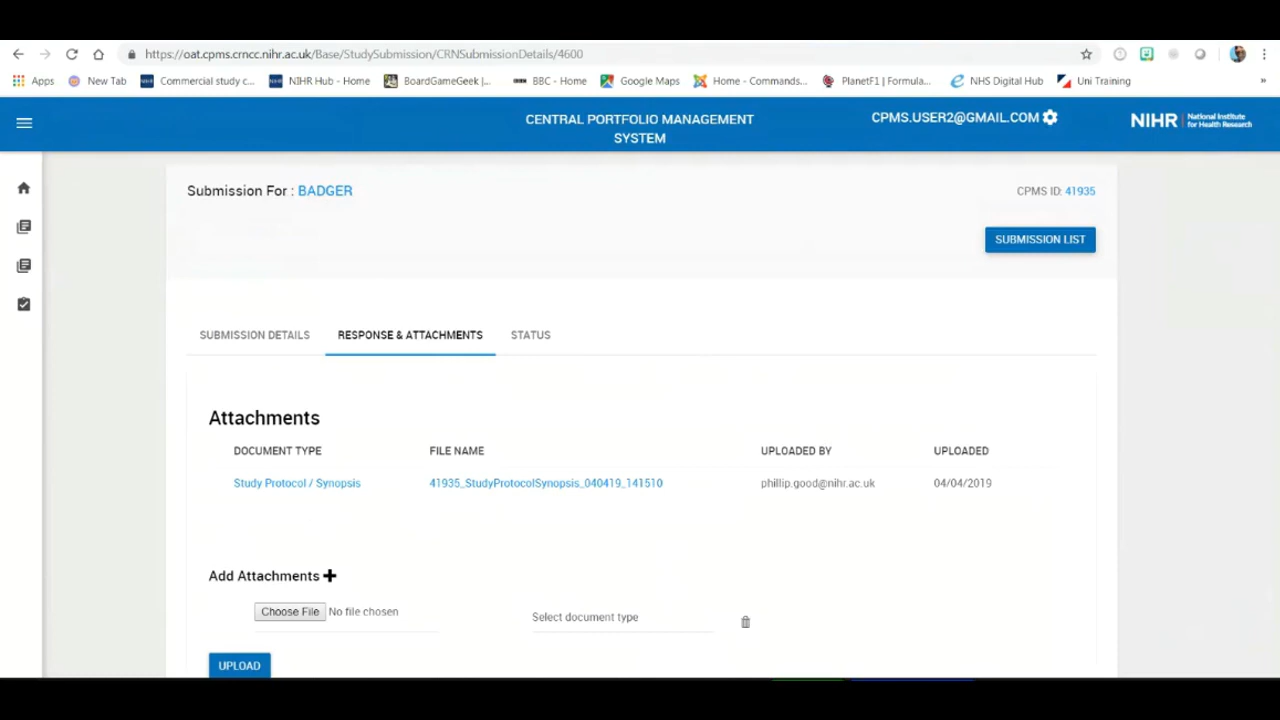 https://oat.cpms.crncc.nihr.ac.uk/Base/StudySubmission/CRNSubmissionDetails/4600
Apps New Tab Commercial study c... NIHR Hub - Home BoardGameGeek |... BBC - Home Google Maps Home - Commands... PlanetF1 | Formula... NHS Digital Hub Uni Training »
CENTRAL PORTFOLIO MANAGEMENT
SYSTEM
CPMS.USER2@GMAIL.COM
NIHR | National Institute
for Health Research
Submission For : BADGER
CPMS ID: 41935
SUBMISSION LIST
SUBMISSION DETAILS RESPONSE & ATTACHMENTS STATUS
Attachments
DOCUMENT TYPE FILE NAME UPLOADED BY UPLOADED
Study Protocol / Synopsis 41935_StudyProtocolSynopsis_040419_141510 phillip.good@nihr.ac.uk 04/04/2019
Add Attachments
Choose File No file chosen Select document type
UPLOAD